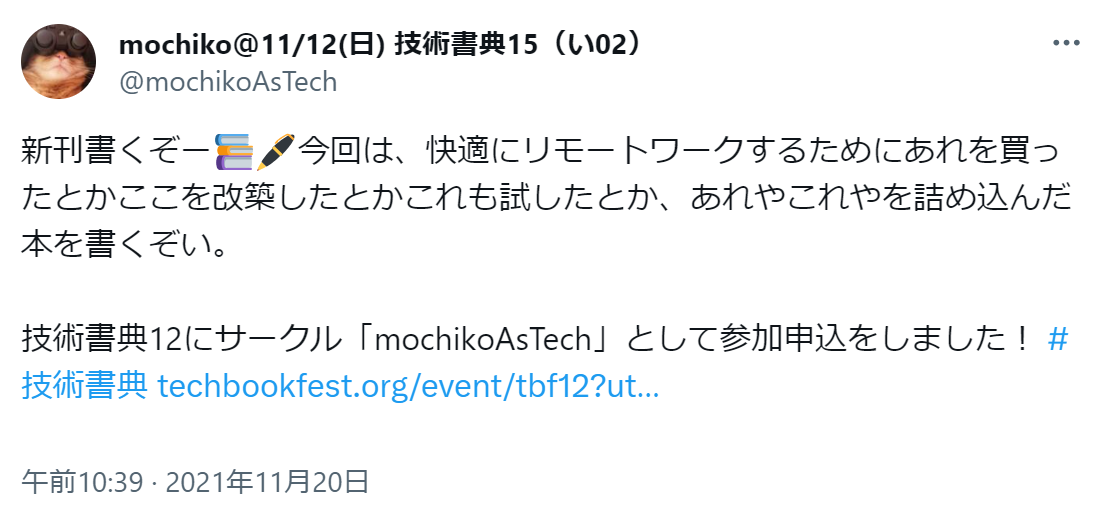 mochiko@11/12(日) 技術書典15（い02）
@mochikoAsTech
新刊書くぞー📚🖋️今回は、快適にリモートワークするためにあれを買っ
たとかここを改築したとかこれも試したとか、あれやこれやを詰め込んだ
本を書くぞい。
技術書典12にサークル「mochikoAsTech」として参加申込をしました！ #
技術書典 techbookfest.org/event/tbf12?ut...
午前10:39 · 2021年11月20日